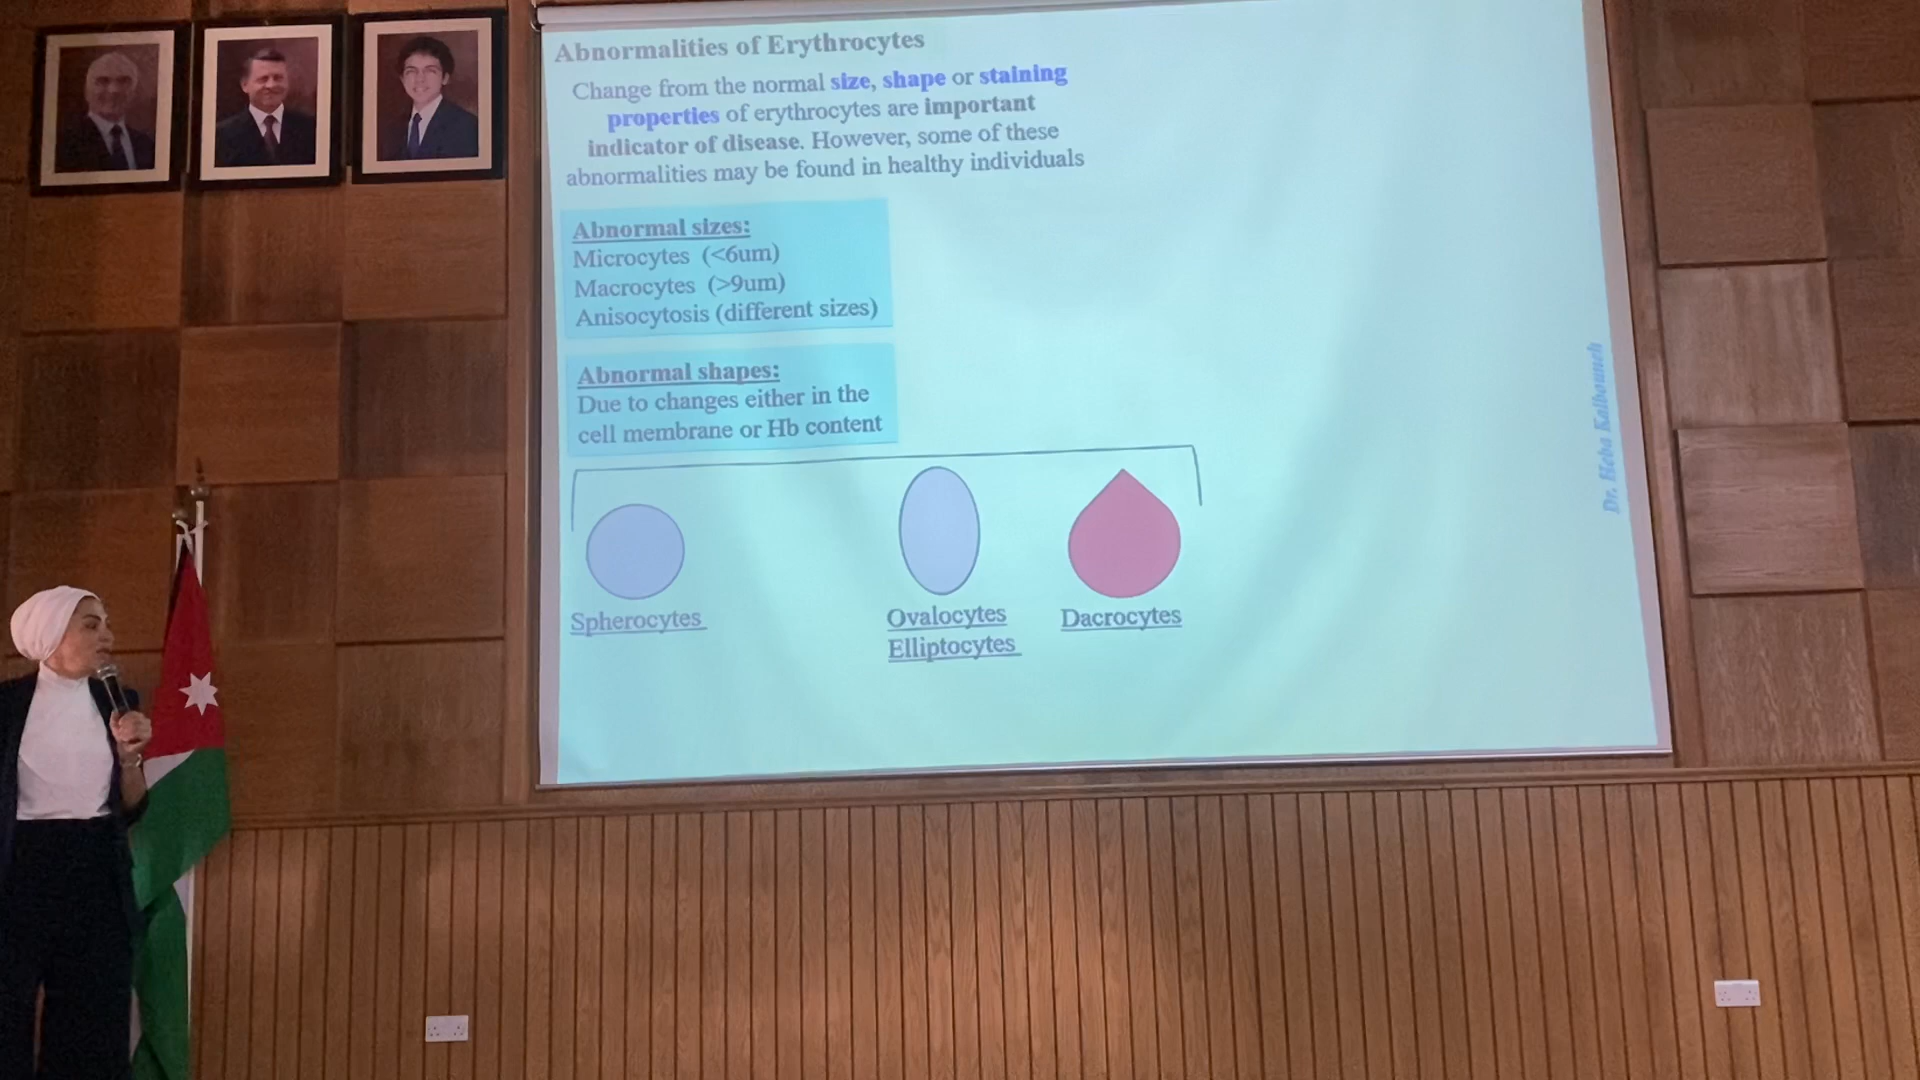 Abnormalities of Erythrocytes
Change from the normal size, shape or staining
properties of erythrocytes are important
indicator of disease. However, some of these
abnormalities may be found in healthy individuals
Abnormal sizes:
Microcytes (<6um)
Macrocytes (>9um)
Anisocytosis (different sizes)
Abnormal shapes:
Due to changes either in the
cell membrane or Hb content
Spherocytes
Ovalocytes
Elliptocytes
Dacrocytes
Dr. Heba Kalbouneh